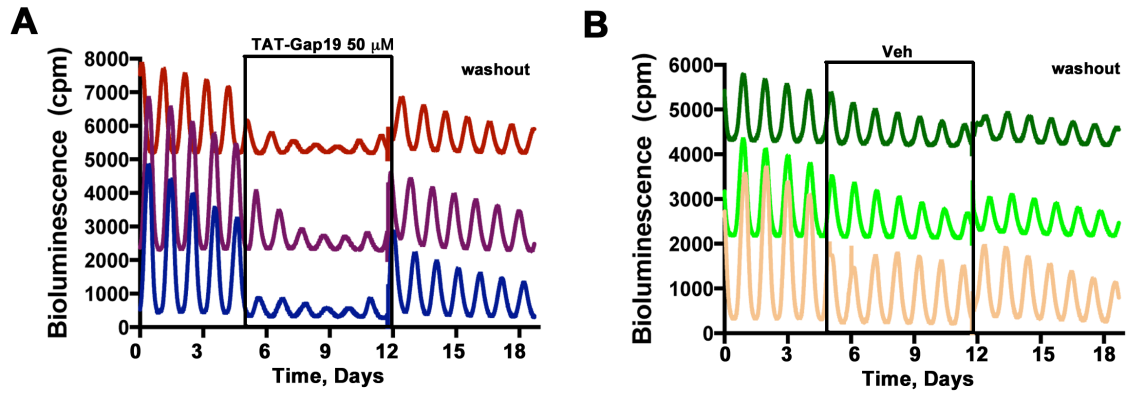 A
TAT-Gap19 50 μM
washout
Bioluminescence (cpm)
8000
7000
6000
5000
4000
3000
2000
1000
0
0 3 6 9 12 15 18
Time, Days
B
Veh
washout
Bioluminescence (cpm)
6000
5000
4000
3000
2000
1000
0
0 3 6 9 12 15 18
Time, Days